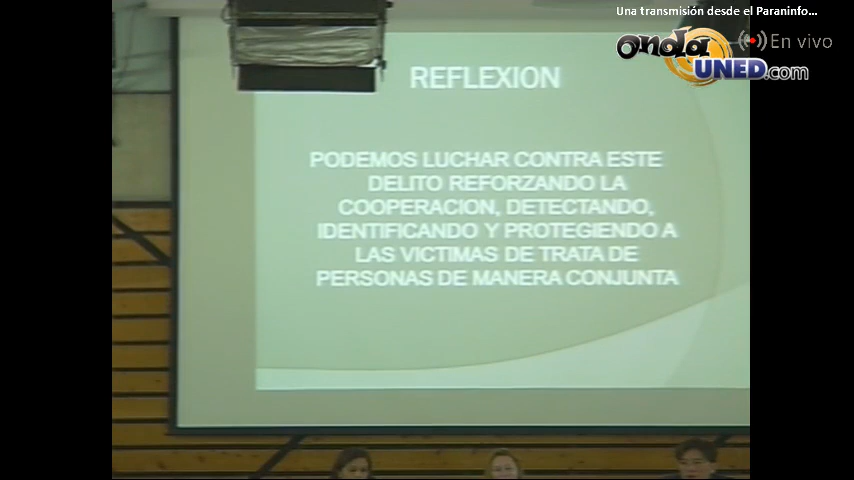 Una transmisión desde el Paraninfo...
onda
UNED.com
En vivo
REFLEXION
PODEMOS LUCHAR CONTRA ESTE
DELITO REFORZANDO LA
COOPERACION, DETECTANDO,
IDENTIFICANDO Y PROTEGIENDO A
LAS VICTIMAS DE TRATA DE
PERSONAS DE MANERA CONJUNTA